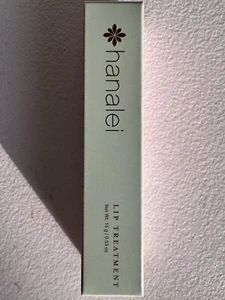 hanalei
LIP TREATMENT
Net Wt. 15 g / 0.53 oz